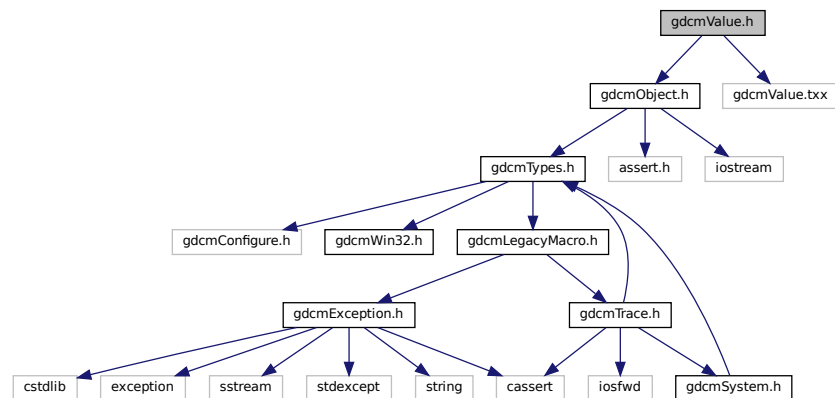 gdcmValue.h
gdcmObject.h
gdcmValue.txx
gdcmTypes.h
assert.h
iostream
gdcmConfigure.h
gdcmWin32.h
gdcmLegacyMacro.h
gdcmException.h
gdcmTrace.h
cstdlib
exception
sstream
stdexcept
string
cassert
iosfwd
gdcmSystem.h